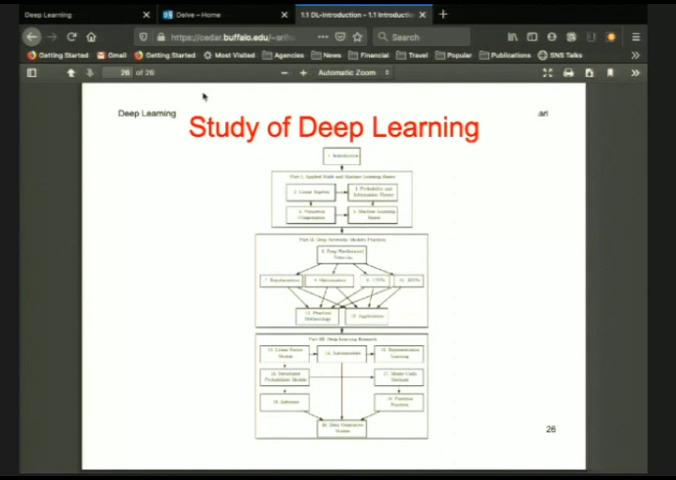 Deep Learning
Delve – Home
1.1 DL-Introduction – 1.1 Introductio
https://cedar.buffalo.edu/~srih
Search
Getting Started
Gmail
Getting Started
Most Visited
Agencies
News
Financial
Travel
Popular
Publications
SNS Talks
26 of 26
Automatic Zoom
Deep Learning
ari
Study of Deep Learning
1. Introduction
Part I: Applied Math and Machine Learning Basics
2. Linear Algebra
3. Probability and
Information Theory
4. Numerical
Computation
5. Machine Learning
Basics
Part II: Deep Networks: Modern Practices
6. Deep Feedforward
Networks
7. Regularization
8. Optimization
9. CNNs
10. RNNs
11. Practical
Methodology
12. Applications
Part III: Deep Learning Research
13. Linear Factor
Models
14. Autoencoders
15. Representation
Learning
16. Structured
Probabilistic Models
17. Monte Carlo
Methods
18. Partition
Function
19. Inference
20. Deep Generative
Models
26